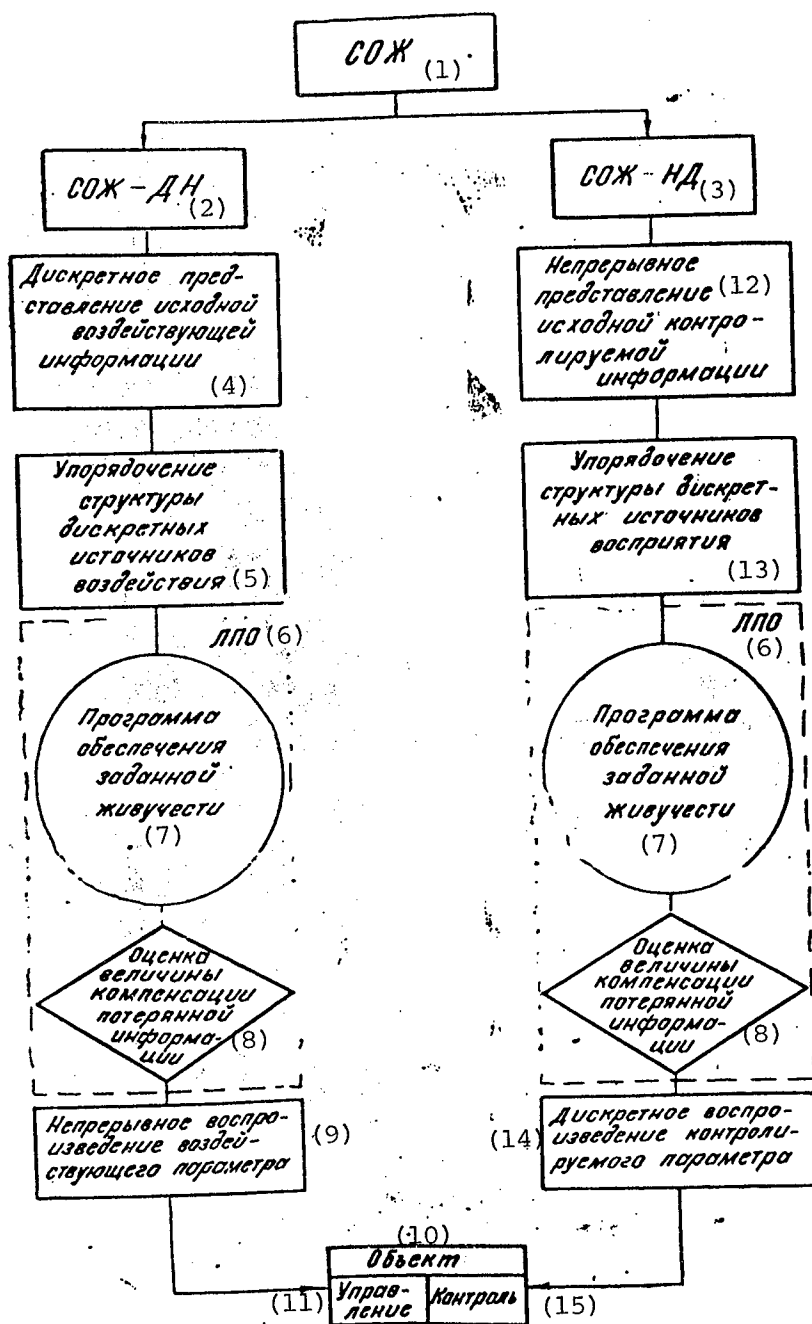 СОЖ (1)
СОЖ - ДН (2)
Дискретное пред-
ставление исходной
воздействующей
информации
(4)
Упорядочение
структуры
дискретных
источников
воздействия (5)
ЛПО (6)
Программа
обеспечения
заданной
живучести
(7)
Оценка
величины
компенсации
потерянной
информа- (8)
ции
Непрерывное воспро-
изведение воздей- (9)
ствующего параметра
СОЖ - НД (3)
Непрерывное
представление (12)
исходной контро-
лируемой
информации
Упорядочение
структуры дискрет-
ных источников
восприятия
(13)
ЛПО
(6)
Программа
обеспечения
заданной
живучести
(7)
Оценка
величины
компенсации
потерянной
информа- (8)
ции
Дискретное воспро-
(14) изведение контроли-
руемого параметра
(10)
Объект
(11) Управ-
ление
Контроль (15)